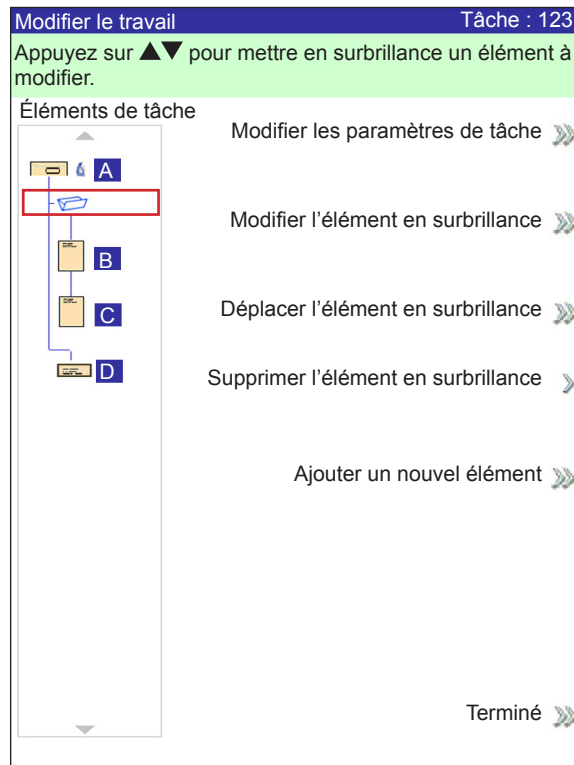 Modifier le travail Tâche : 123
Appuyez sur ▲▼ pour mettre en surbrillance un élément à
modifier.
Éléments de tâche
Modifier les paramètres de tâche
A
Modifier l’élément en surbrillance
B
Déplacer l’élément en surbrillance
C
Supprimer l’élément en surbrillance
D
Ajouter un nouvel élément
Terminé